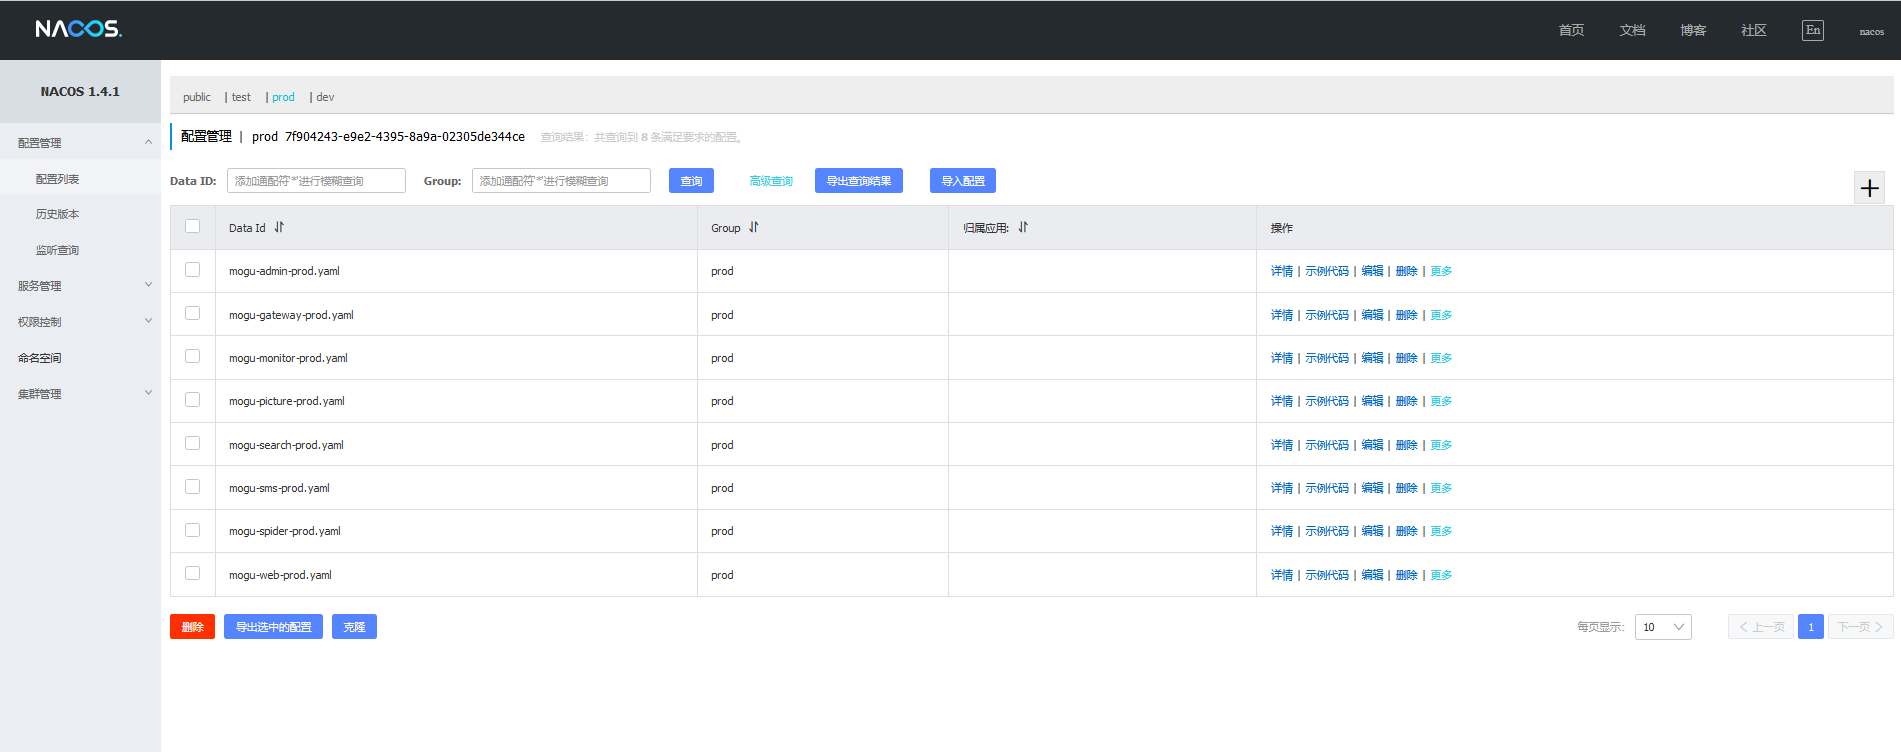 NACOS.
首页 文档 博客 社区 En nacos
NACOS 1.4.1
配置管理
配置列表
历史版本
监听查询
服务管理
权限控制
命名空间
集群管理
public | test | prod | dev
配置管理 | prod 7f904243-e9e2-4395-8a9a-02305de344ce 查询结果：共查询到 8 条满足要求的配置。
Data ID: 添加通配符'*'进行模糊查询 Group: 添加通配符'*'进行模糊查询 查询 高级查询 导出查询结果 导入配置
Data Id Group 归属应用: 操作
mogu-admin-prod.yaml prod 详情 | 示例代码 | 编辑 | 删除 | 更多
mogu-gateway-prod.yaml prod 详情 | 示例代码 | 编辑 | 删除 | 更多
mogu-monitor-prod.yaml prod 详情 | 示例代码 | 编辑 | 删除 | 更多
mogu-picture-prod.yaml prod 详情 | 示例代码 | 编辑 | 删除 | 更多
mogu-search-prod.yaml prod 详情 | 示例代码 | 编辑 | 删除 | 更多
mogu-sms-prod.yaml prod 详情 | 示例代码 | 编辑 | 删除 | 更多
mogu-spider-prod.yaml prod 详情 | 示例代码 | 编辑 | 删除 | 更多
mogu-web-prod.yaml prod 详情 | 示例代码 | 编辑 | 删除 | 更多
删除 导出选中的配置 克隆 每页显示: 10 上一页 1 下一页